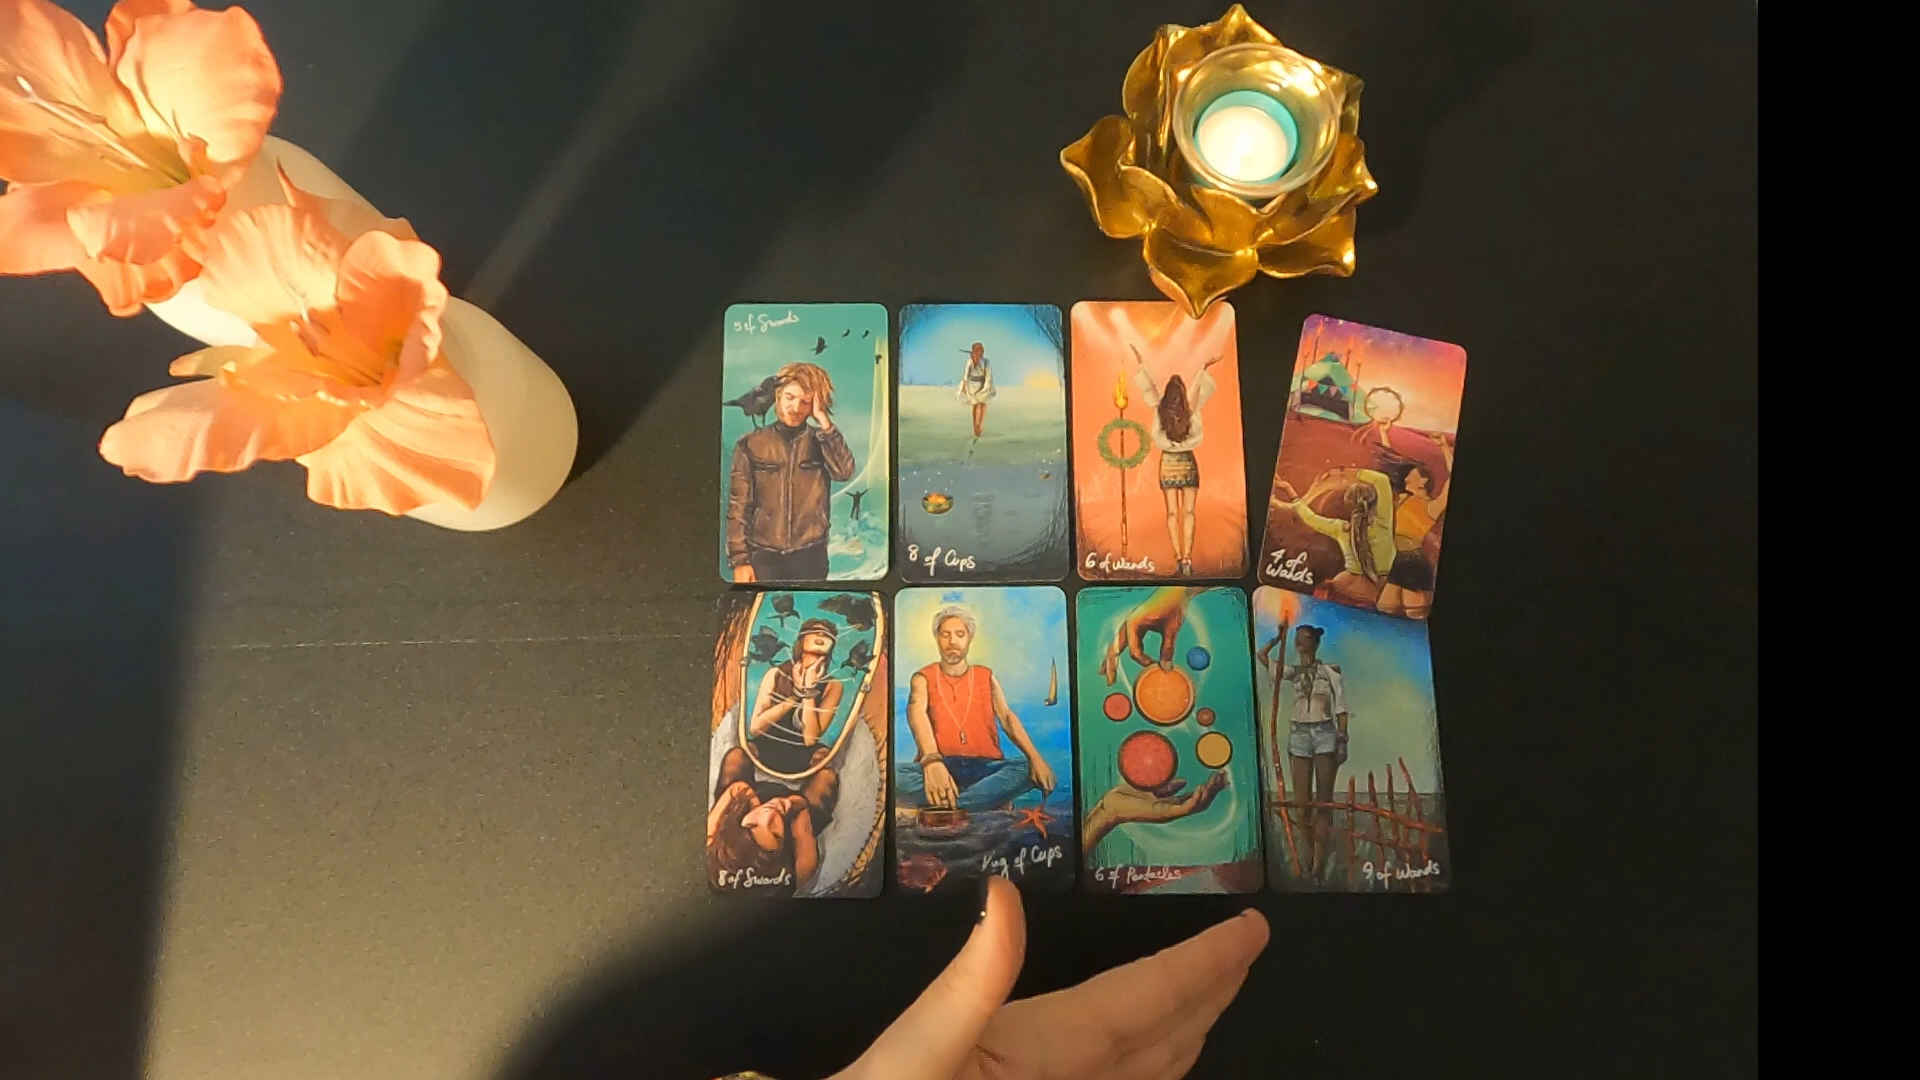 5 of Swords
8 of Cups
6 of Wands
4 of
Wands
8 of Swords
King of Cups
6 of Pentacles
9 of Wands